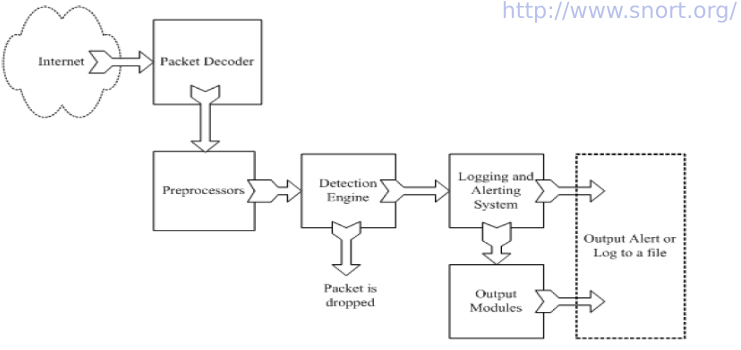 http://www.snort.org/
Internet
Packet Decoder
Preprocessors
Detection
Engine
Logging and
Alerting
System
Output Alert or
Log to a file
Packet is
dropped
Output
Modules